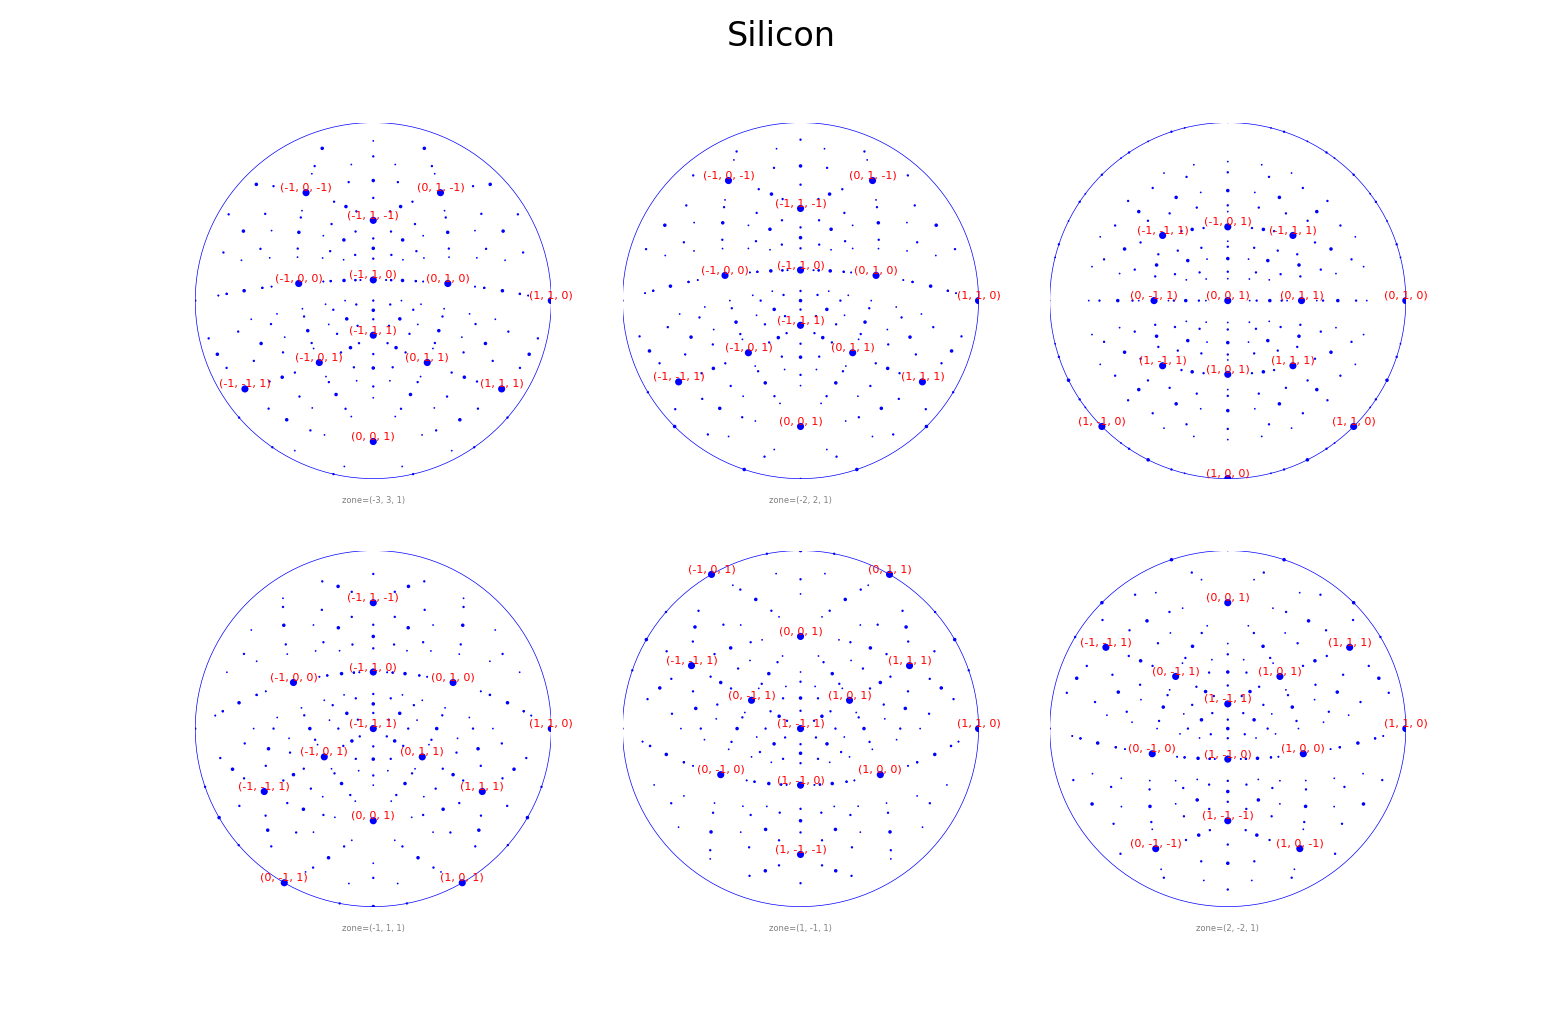 Silicon
(-1, 0, -1)
(0, 1, -1)
(-1, 1, -1)
(-1, 0, 0)
(-1, 1, 0)
(0, 1, 0)
(1, 1, 0)
(-1, 1, 1)
(-1, 0, 1)
(0, 1, 1)
(-1, -1, 1)
(1, 1, 1)
(0, 0, 1)
zone=(-3, 3, 1)
(-1, 0, -1)
(0, 1, -1)
(-1, 1, -1)
(-1, 0, 0)
(-1, 1, 0)
(0, 1, 0)
(1, 1, 0)
(-1, 1, 1)
(-1, 0, 1)
(0, 1, 1)
(-1, -1, 1)
(1, 1, 1)
(0, 0, 1)
zone=(-2, 2, 1)
(-1, 0, 1)
(-1, -1, 1)
(-1, 1, 1)
(0, -1, 1)
(0, 0, 1)
(0, 1, 1)
(0, 1, 0)
(1, -1, 1)
(1, 0, 1)
(1, 1, 1)
(1, -1, 0)
(1, 1, 0)
(1, 0, 0)
(-1, 1, -1)
(-1, 0, 0)
(-1, 1, 0)
(0, 1, 0)
(-1, 1, 1)
(1, 1, 0)
(-1, 0, 1)
(0, 1, 1)
(-1, -1, 1)
(1, 1, 1)
(0, 0, 1)
(0, -1, 1)
(1, 0, 1)
zone=(-1, 1, 1)
(-1, 0, 1)
(0, 1, 1)
(0, 0, 1)
(-1, -1, 1)
(1, 1, 1)
(0, -1, 1)
(1, 0, 1)
(1, -1, 1)
(1, 1, 0)
(0, -1, 0)
(1, -1, 0)
(1, 0, 0)
(1, -1, -1)
zone=(1, -1, 1)
(0, 0, 1)
(-1, -1, 1)
(1, 1, 1)
(0, -1, 1)
(1, 0, 1)
(1, -1, 1)
(1, 1, 0)
(0, -1, 0)
(1, -1, 0)
(1, 0, 0)
(1, -1, -1)
(0, -1, -1)
(1, 0, -1)
zone=(2, -2, 1)